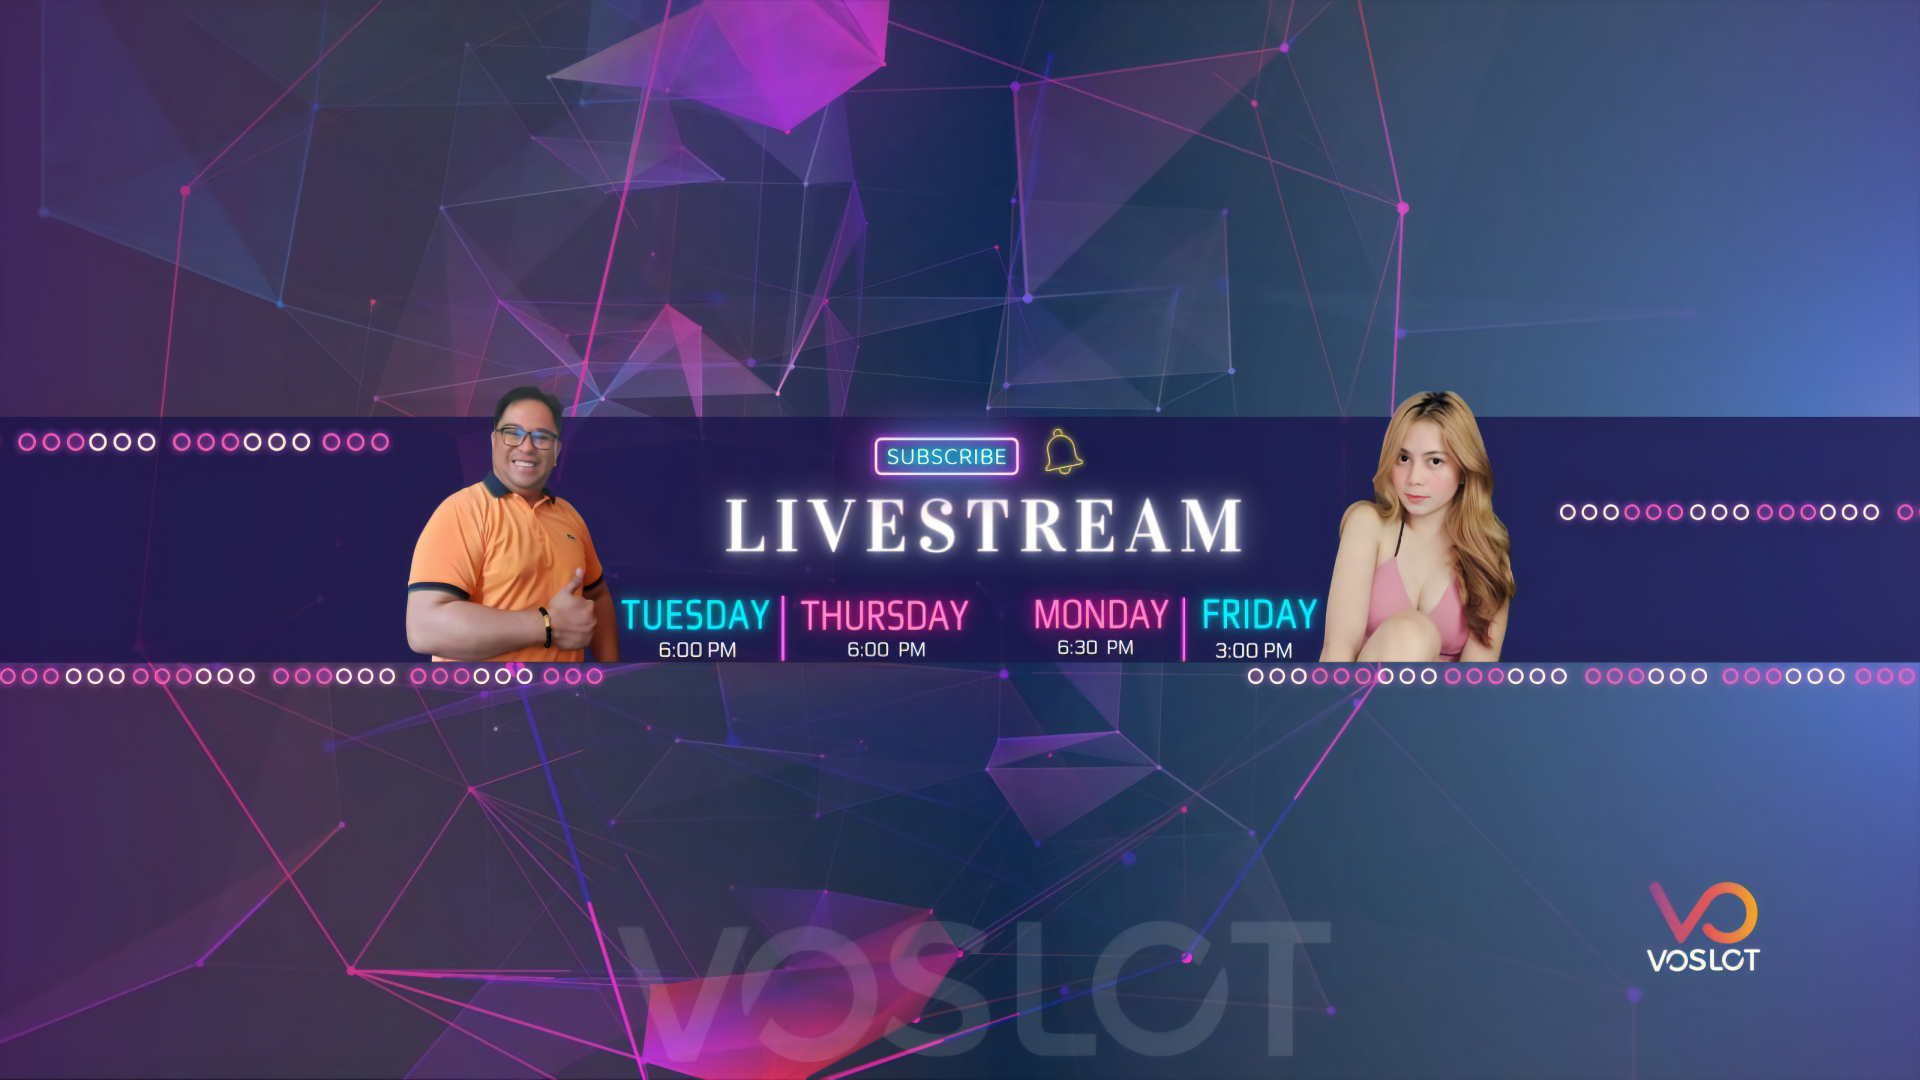 SUBSCRIBE
LIVESTREAM
TUESDAY THURSDAY MONDAY FRIDAY
6:00 PM 6:00 PM 6:30 PM 3:00 PM
VOSLOT
VOSLOT